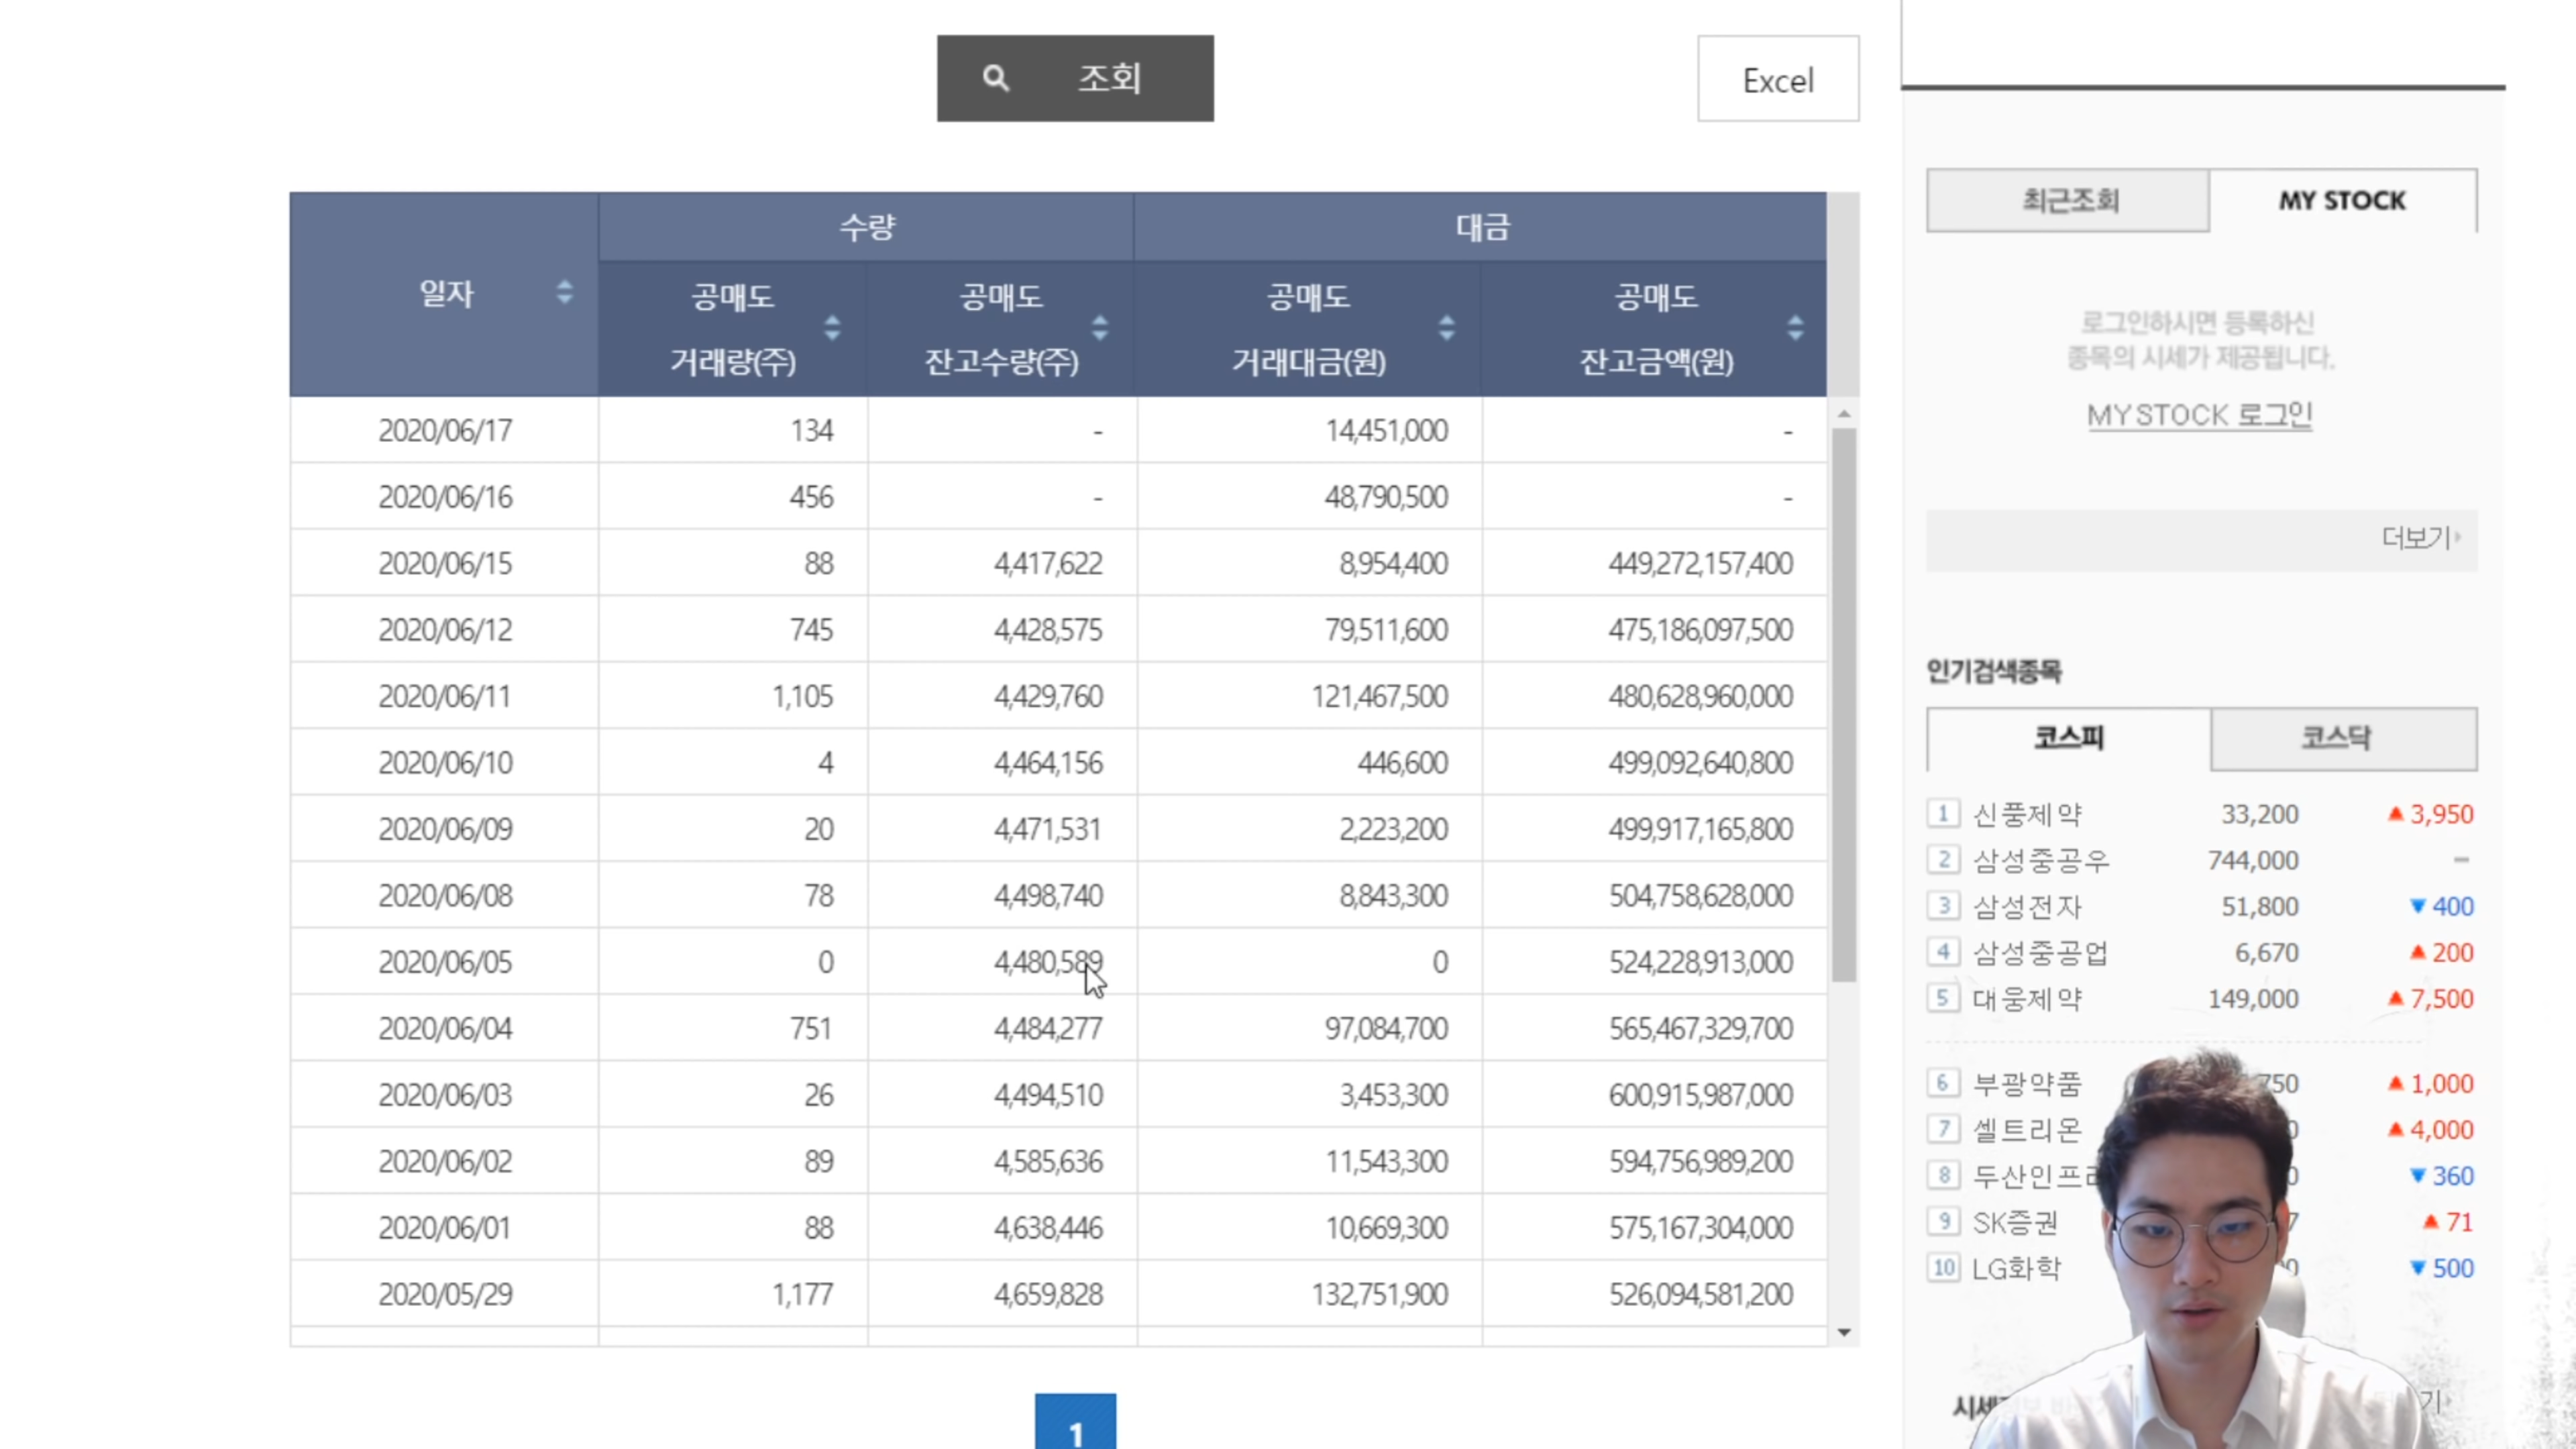 조회
Excel
일자
수량
대금
공매도
거래량(주)
공매도
잔고수량(주)
공매도
거래대금(원)
공매도
잔고금액(원)
2020/06/17 134 - 14,451,000 -
2020/06/16 456 - 48,790,500 -
2020/06/15 88 4,417,622 8,954,400 449,272,157,400
2020/06/12 745 4,428,575 79,511,600 475,186,097,500
2020/06/11 1,105 4,429,760 121,467,500 480,628,960,000
2020/06/10 4 4,464,156 446,600 499,092,640,800
2020/06/09 20 4,471,531 2,223,200 499,917,165,800
2020/06/08 78 4,498,740 8,843,300 504,758,628,000
2020/06/05 0 4,480,589 0 524,228,913,000
2020/06/04 751 4,484,277 97,084,700 565,467,329,700
2020/06/03 26 4,494,510 3,453,300 600,915,987,000
2020/06/02 89 4,585,636 11,543,300 594,756,989,200
2020/06/01 88 4,638,446 10,669,300 575,167,304,000
2020/05/29 1,177 4,659,828 132,751,900 526,094,581,200
1
최근조회 MY STOCK
로그인하시면 등록하신
종목의 시세가 제공됩니다.
MY STOCK 로그인
더보기
인기검색종목
코스피 코스닥
1 신풍제약 33,200 ▲3,950
2 삼성중공우 744,000 -
3 삼성전자 51,800 ▼400
4 삼성중공업 6,670 ▲200
5 대웅제약 149,000 ▲7,500
6 부광약품 750 ▲1,000
7 셀트리온 0 ▲4,000
8 두산인프라 0 ▼360
9 SK증권 7 ▲71
10 LG화학 ▼500